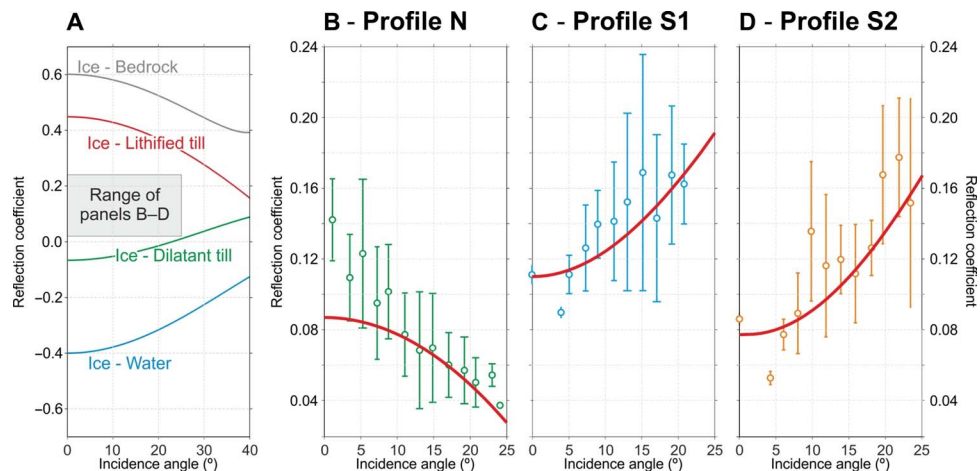 A
B - Profile N
C - Profile S1
D - Profile S2
Reflection coefficient
0.6
0.4
0.2
0.0
–0.2
–0.4
–0.6
Ice - Bedrock
Ice - Lithified till
Range of
panels B–D
Ice - Dilatant till
Ice - Water
0
10
20
30
40
Incidence angle (º)
Reflection coefficient
0.24
0.20
0.16
0.12
0.08
0.04
0
5
10
15
20
25
Incidence angle (º)
0
5
10
15
20
25
Incidence angle (º)
0
5
10
15
20
25
Incidence angle (º)
0.24
0.20
0.16
0.12
0.08
0.04
Reflection coefficient